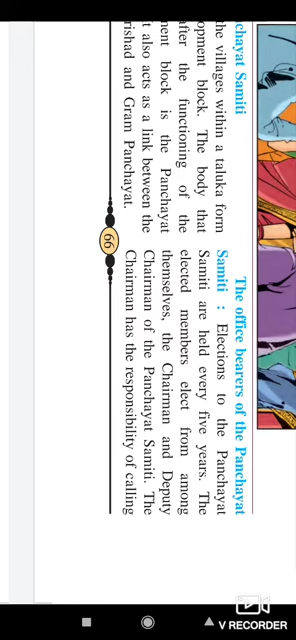 chayat Samiti
the villages within a taluka form
opment block. The body that
after the functioning of the
ment block is the Panchayat
t also acts as a link between the
rishad and Gram Panchayat.
The office bearers of the Panchayat
Samiti : Elections to the Panchayat
Samiti are held every five years. The
elected members elect from among
themselves, the Chairman and Deputy
Chairman of the Panchayat Samiti. The
Chairman has the responsibility of calling
66
V RECORDER